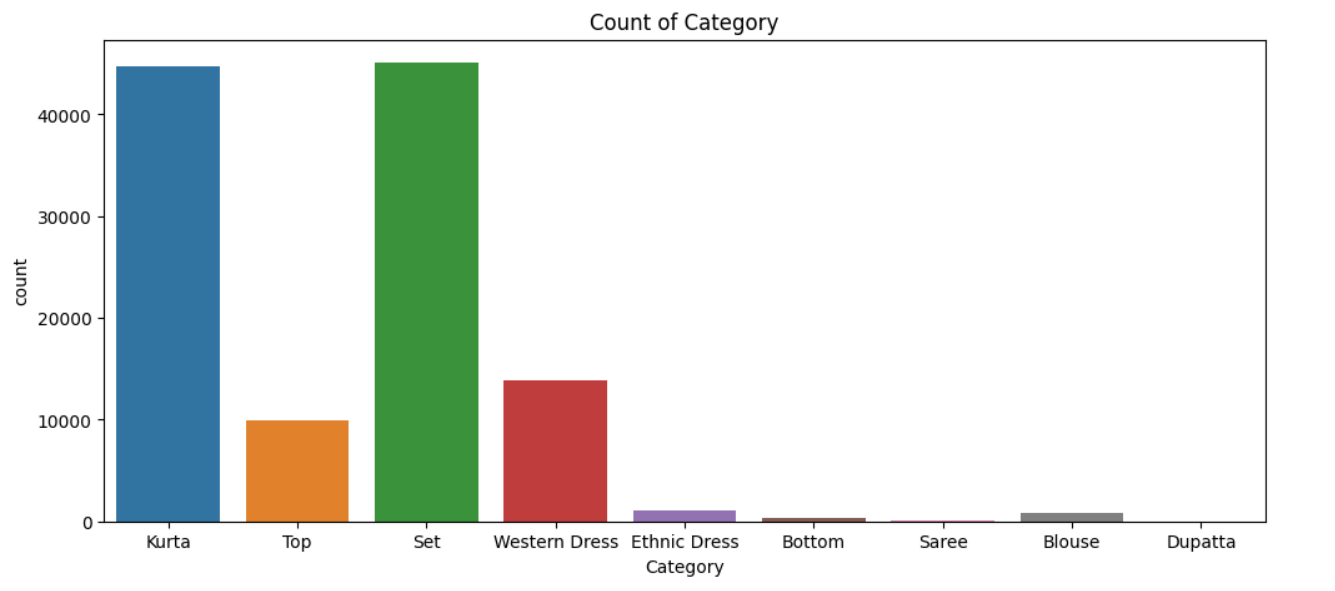 Count of Category
count
40000
30000
20000
10000
0
Kurta Top Set Western Dress Ethnic Dress Bottom Saree Blouse Dupatta
Category